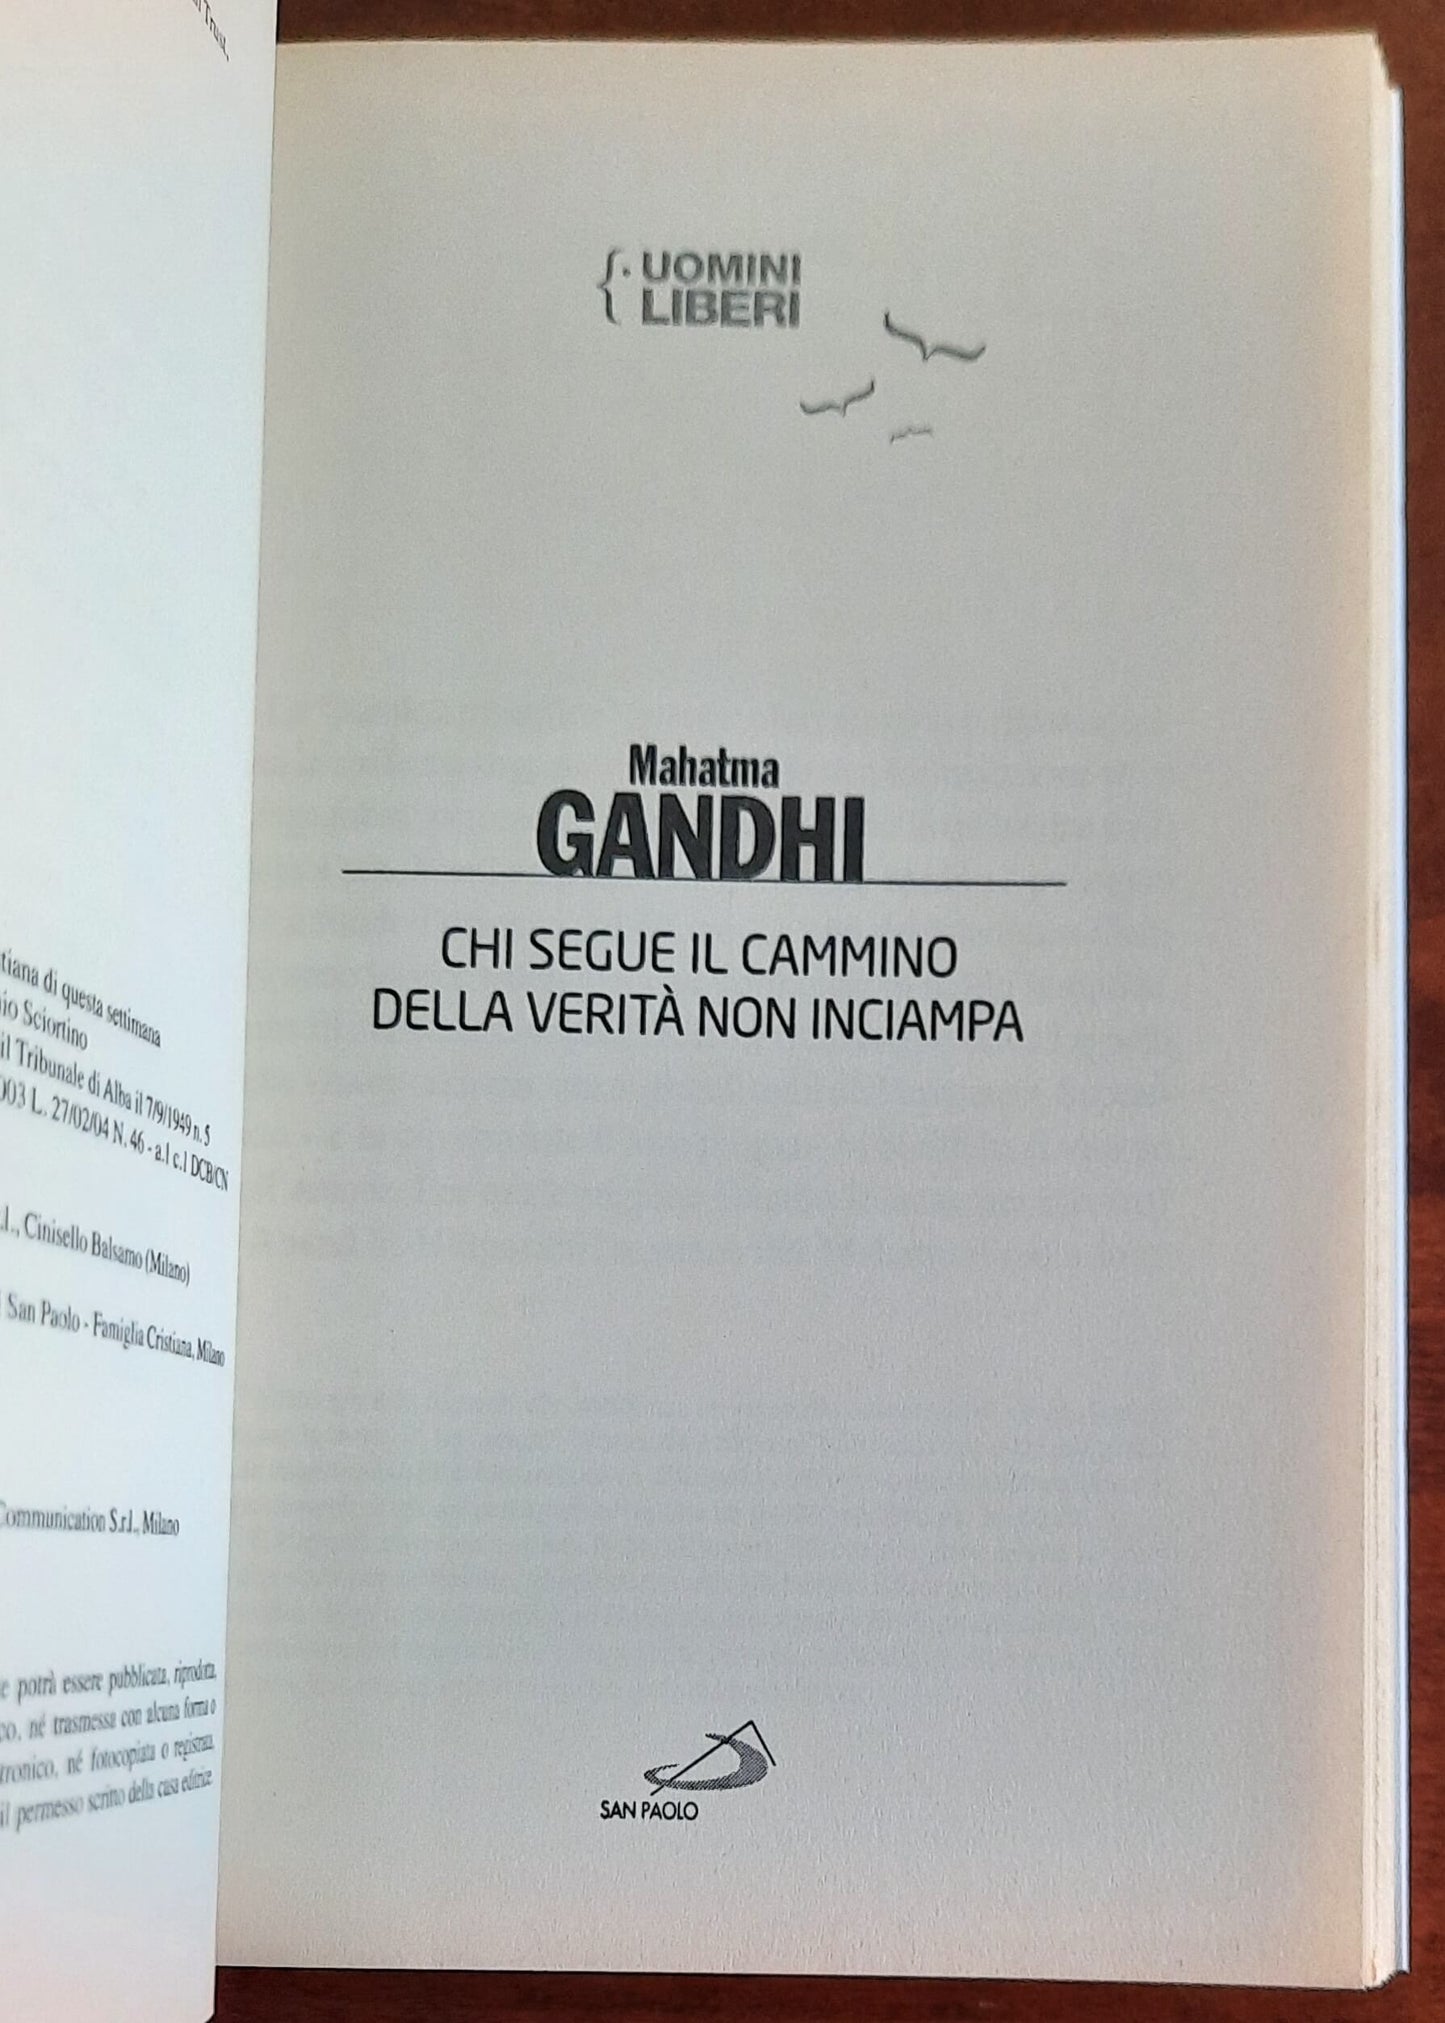 Trust,
tiana di questa settimana
io Sciortino
il Tribunale di Alba il 7/9/1949 n. 5
003 L. 27/02/04 N. 46 - a.1 c.1 DCB/CN
.l., Cinisello Balsamo (Milano)
San Paolo - Famiglia Cristiana, Milano
Communication S.r.l., Milano
e potrà essere pubblicata, riprodotta,
co, né trasmessa con alcuna forma o
tronico, né fotocopiata o registrata,
il permesso scritto della casa editrice
UOMINI
LIBERI
Mahatma
GANDHI
CHI SEGUE IL CAMMINO
DELLA VERITÀ NON INCIAMPA
SAN PAOLO